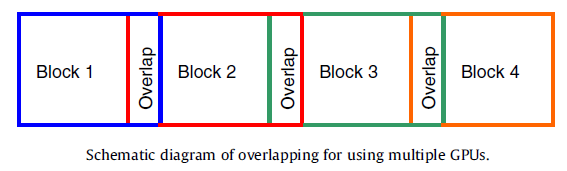 Block 1
Overlap
Block 2
Overlap
Block 3
Overlap
Block 4
Schematic diagram of overlapping for using multiple GPUs.